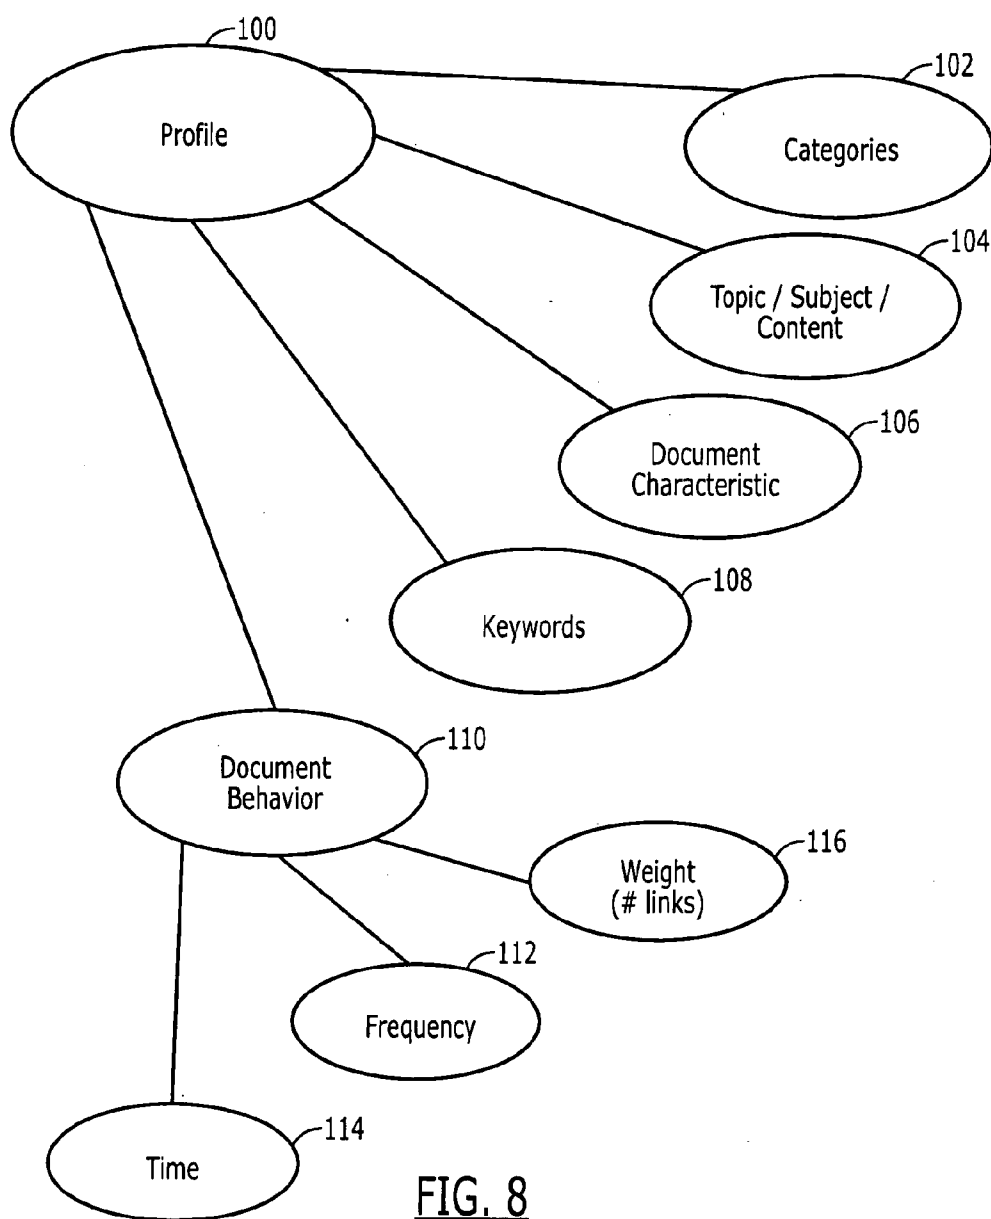 100
Profile
102
Categories
104
Topic / Subject /
Content
106
Document
Characteristic
108
Keywords
110
Document
Behavior
116
Weight
(# links)
112
Frequency
114
Time
FIG. 8